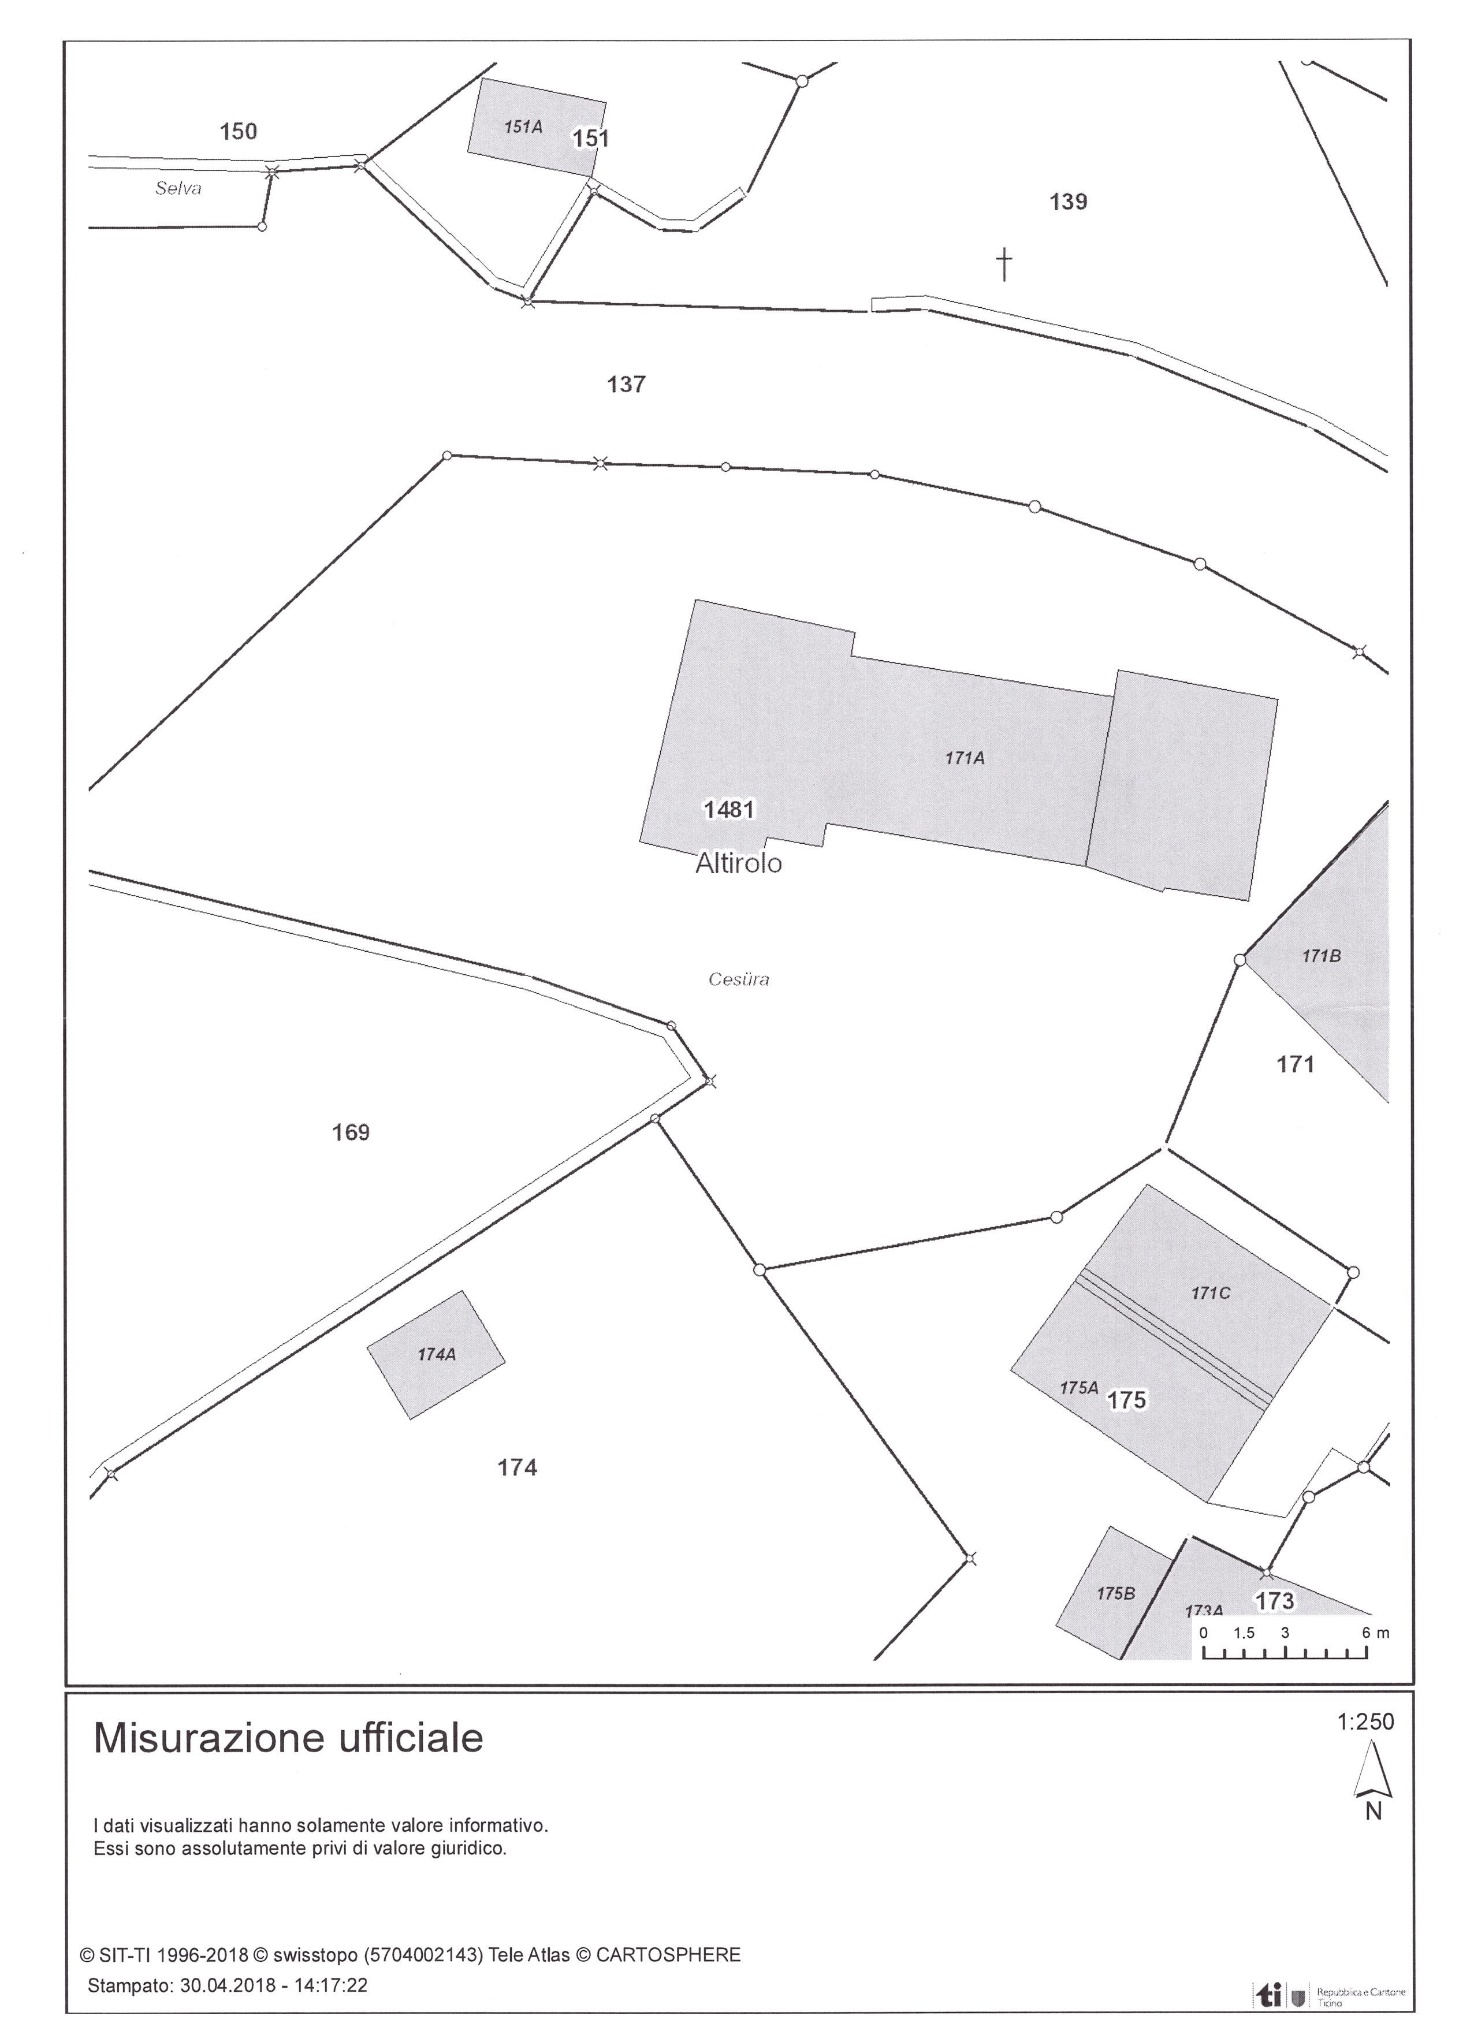 150
151A
151
Selva
139
137
171A
1481
Altirolo
171B
Cesüra
171
169
171C
174A
175A
175
174
175B
173A
173
0 1.5 3 6 m
Misurazione ufficiale
1:250
N
I dati visualizzati hanno solamente valore informativo.
Essi sono assolutamente privi di valore giuridico.
© SIT-TI 1996-2018 © swisstopo (5704002143) Tele Atlas © CARTOSPHERE
Stampato: 30.04.2018 - 14:17:22
ti
Repubblica e Cantone
Ticino